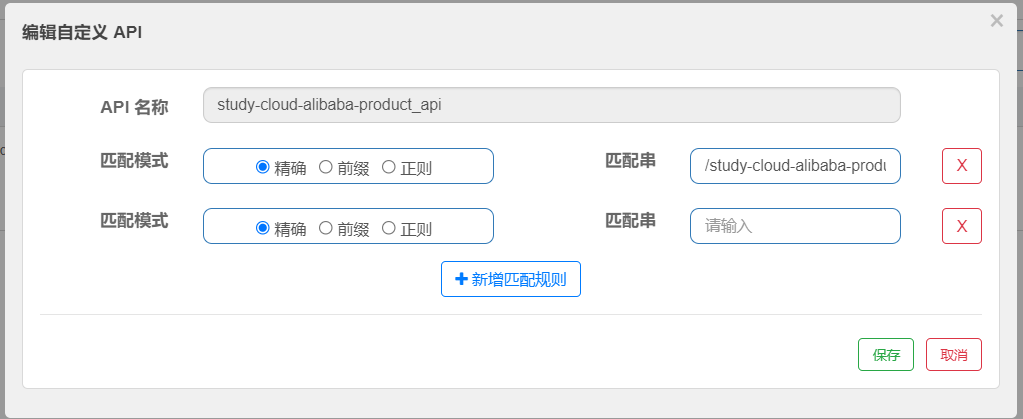 编辑自定义 API
×
API 名称 study-cloud-alibaba-product_api
匹配模式 精确 前缀 正则 匹配串 /study-cloud-alibaba-produ X
匹配模式 精确 前缀 正则 匹配串 请输入 X
+ 新增匹配规则
保存 取消